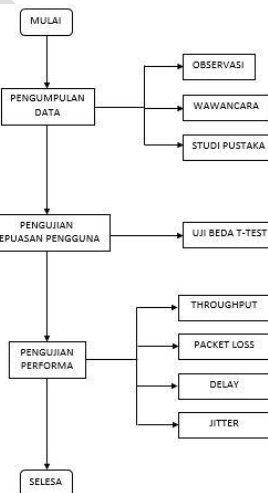 MULAI
OBSERVASI
PENGUMPULAN
DATA
WAWANCARA
STUDI PUSTAKA
PENGUJIAN
EPUASAN PENGGUNA
UJI BEDA T-TEST
THROUGHPUT
PACKET LOSS
PENGUJIAN
PERFORMA
DELAY
JITTER
SELESA